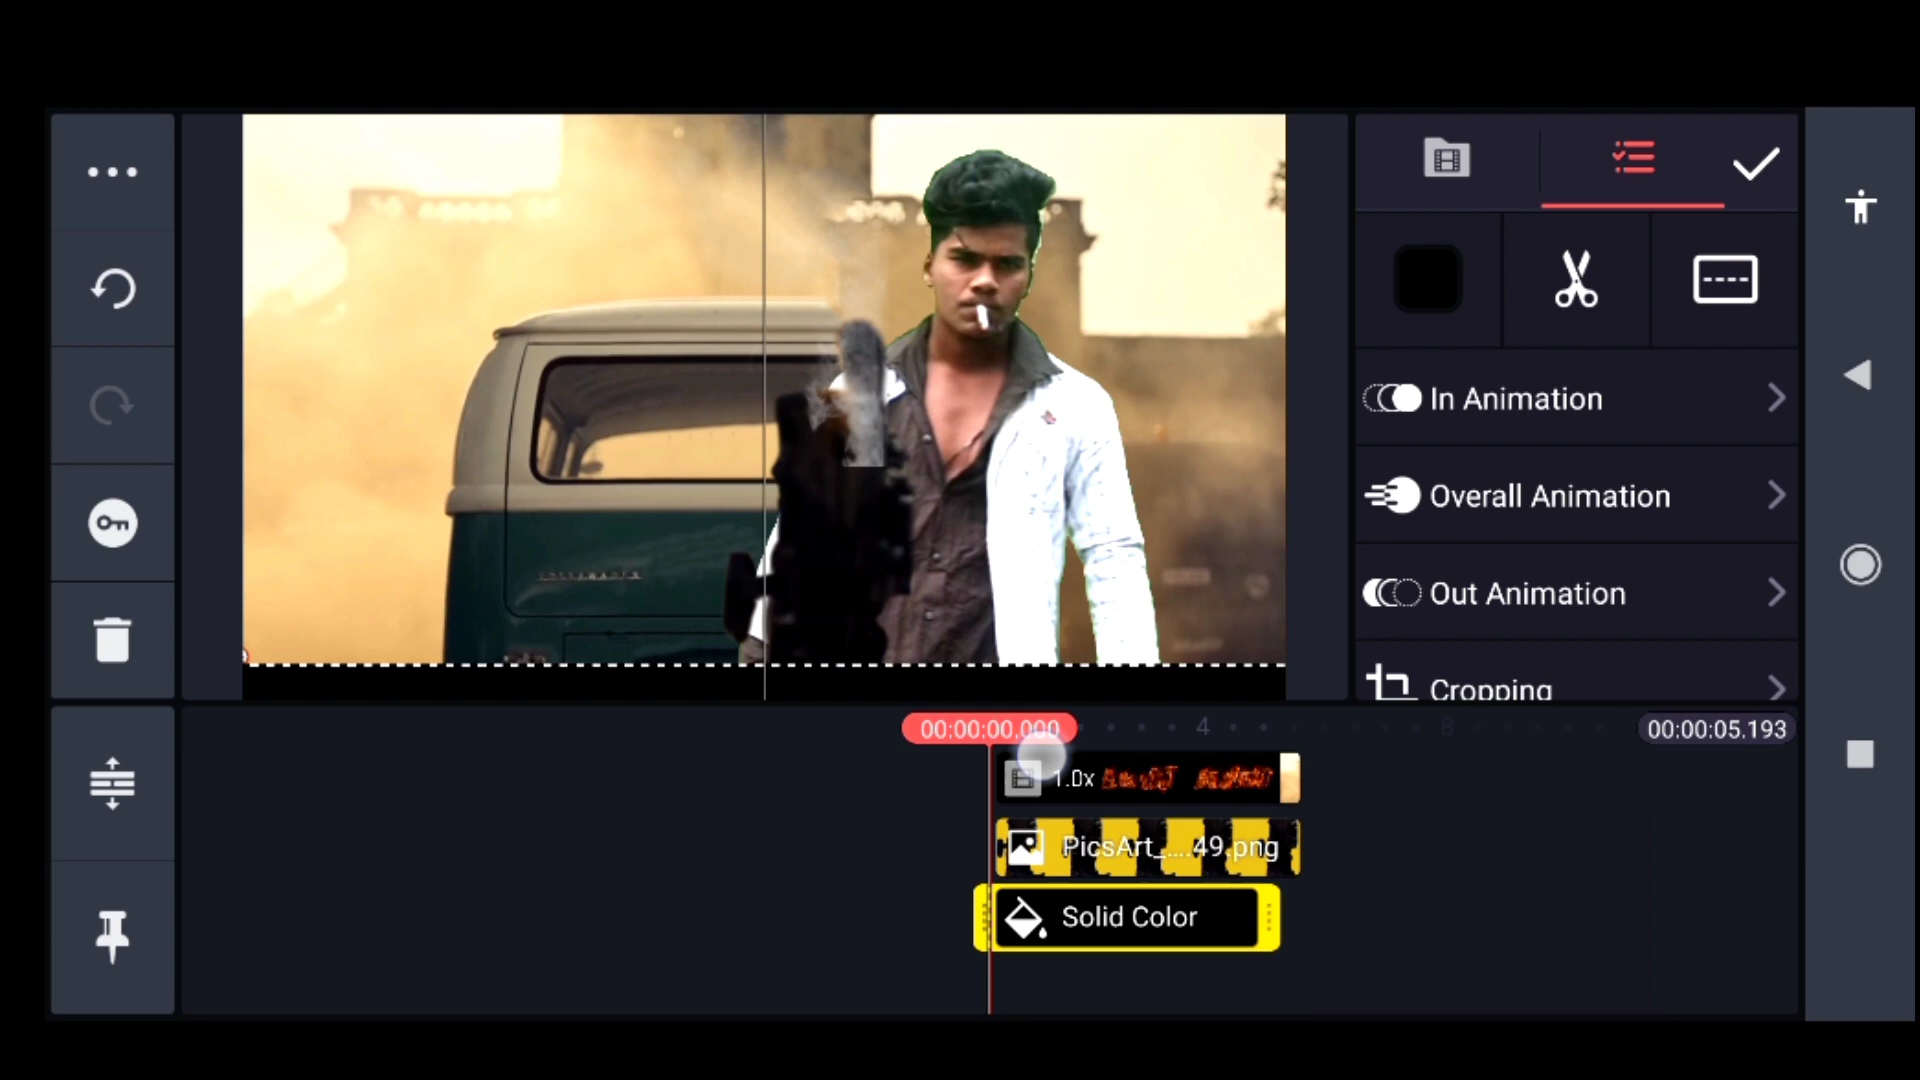 In Animation
Overall Animation
Out Animation
Cropping
VOLKSWAGEN
00:00:00.000
4
8
00:00:05.193
1.0x
PicsArt_....49.png
Solid Color